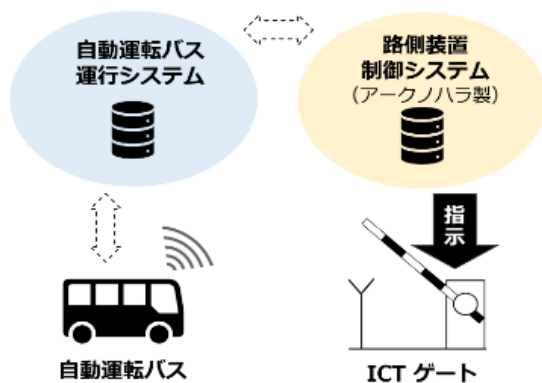 自動運転バス
運行システム
路側装置
制御システム
(アークノハラ製)
指示
自動運転バス
ICT ゲート